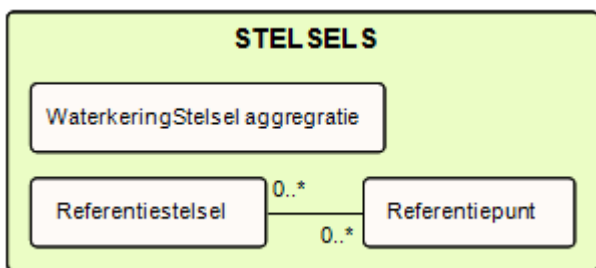 STELSELS
WaterkeringStelsel aggregratie
0..*
Referentiestelsel
Referentiepunt
0..*